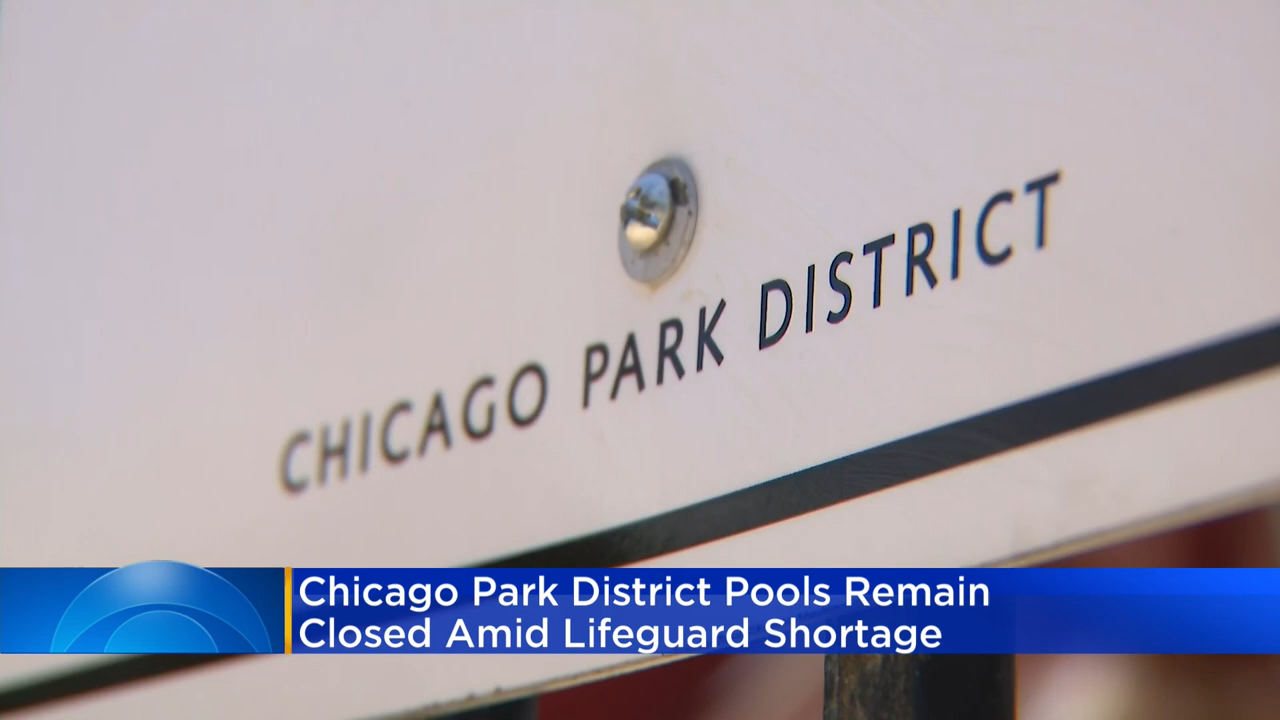 CHICAGO PARK DISTRICT
Chicago Park District Pools Remain
Closed Amid Lifeguard Shortage